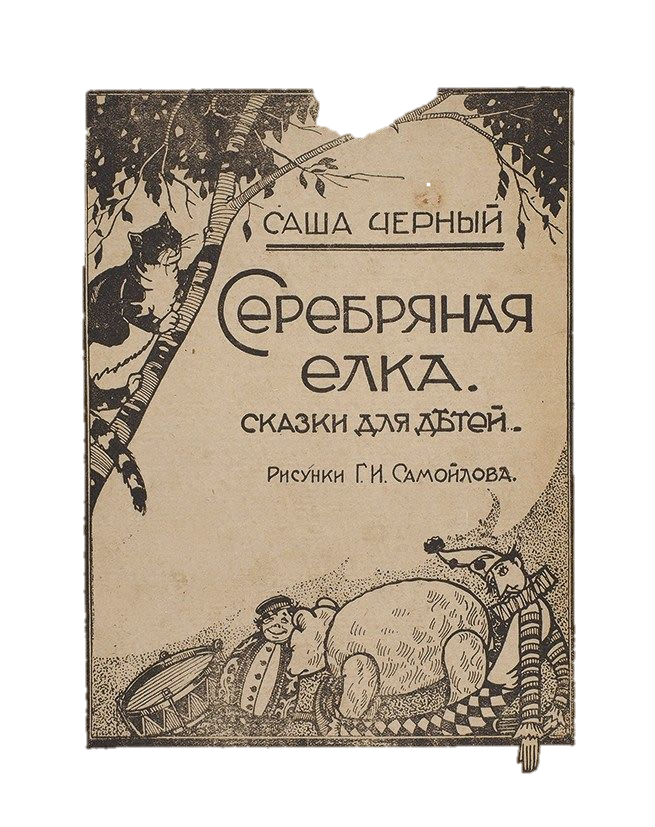 САША ЧЕРНЫЙ
СЕРЕБРЯНАЯ
ЕЛКА.
СКАЗКИ ДЛЯ ДѢТЕЙ.
РИСУНКИ Г. И. САМОЙЛОВА.